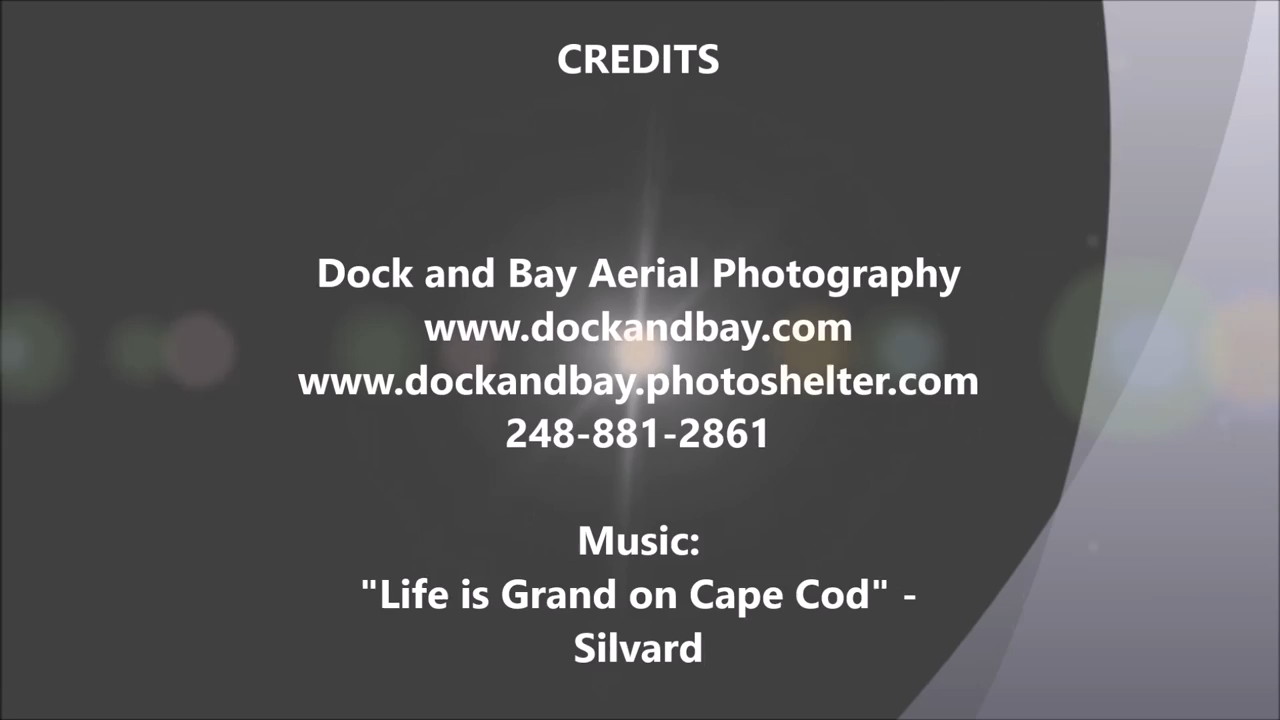 CREDITS
Dock and Bay Aerial Photography
www.dockandbay.com
www.dockandbay.photoshelter.com
248-881-2861
Music:
"Life is Grand on Cape Cod" -
Silvard